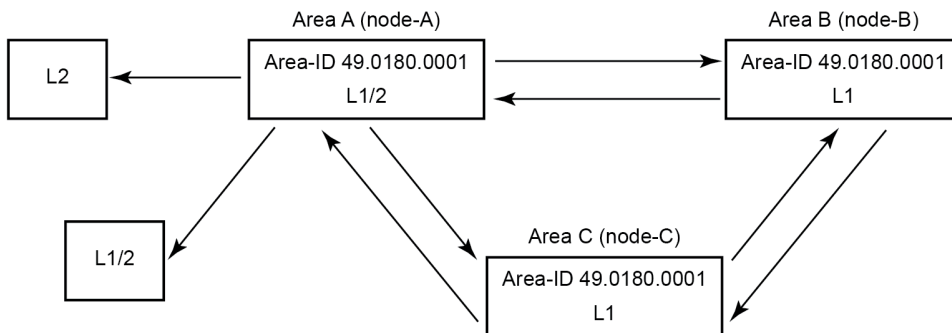 Area A (node-A)
Area B (node-B)
L2
Area-ID 49.0180.0001
L1/2
Area-ID 49.0180.0001
L1
L1/2
Area C (node-C)
Area-ID 49.0180.0001
L1